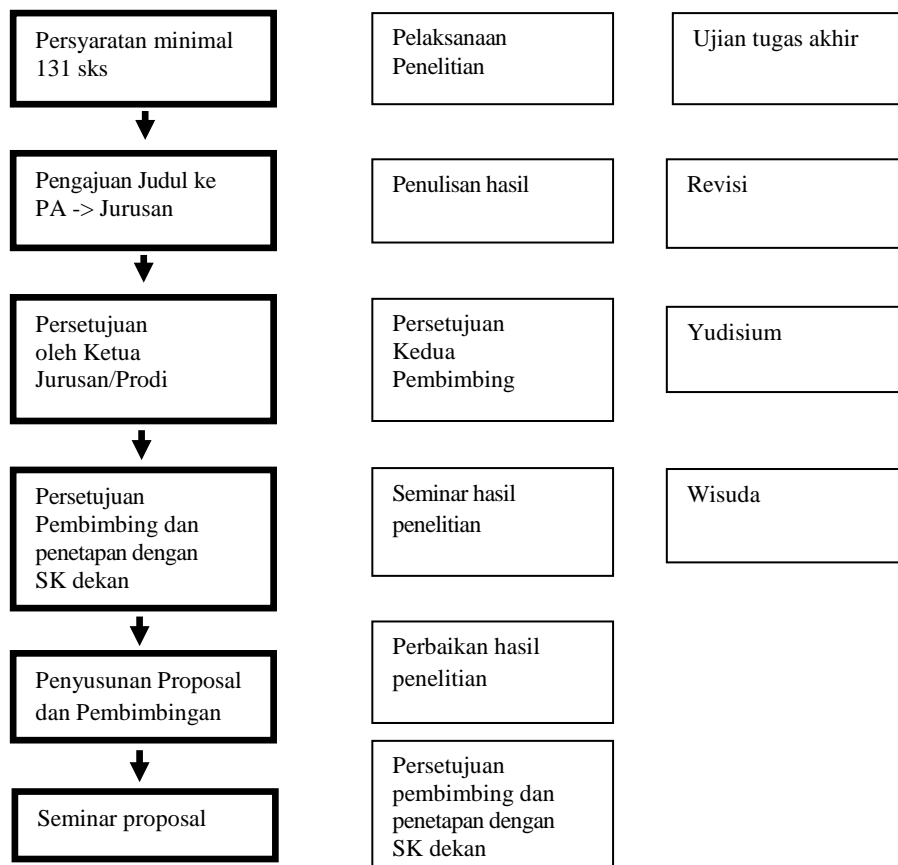 Persyaratan minimal
131 sks
Pengajuan Judul ke
PA -> Jurusan
Persetujuan
oleh Ketua
Jurusan/Prodi
Persetujuan
Pembimbing dan
penetapan dengan
SK dekan
Penyusunan Proposal
dan Pembimbingan
Seminar proposal
Pelaksanaan
Penelitian
Penulisan hasil
Persetujuan
Kedua
Pembimbing
Seminar hasil
penelitian
Perbaikan hasil
penelitian
Persetujuan
pembimbing dan
penetapan dengan
SK dekan
Ujian tugas akhir
Revisi
Yudisium
Wisuda